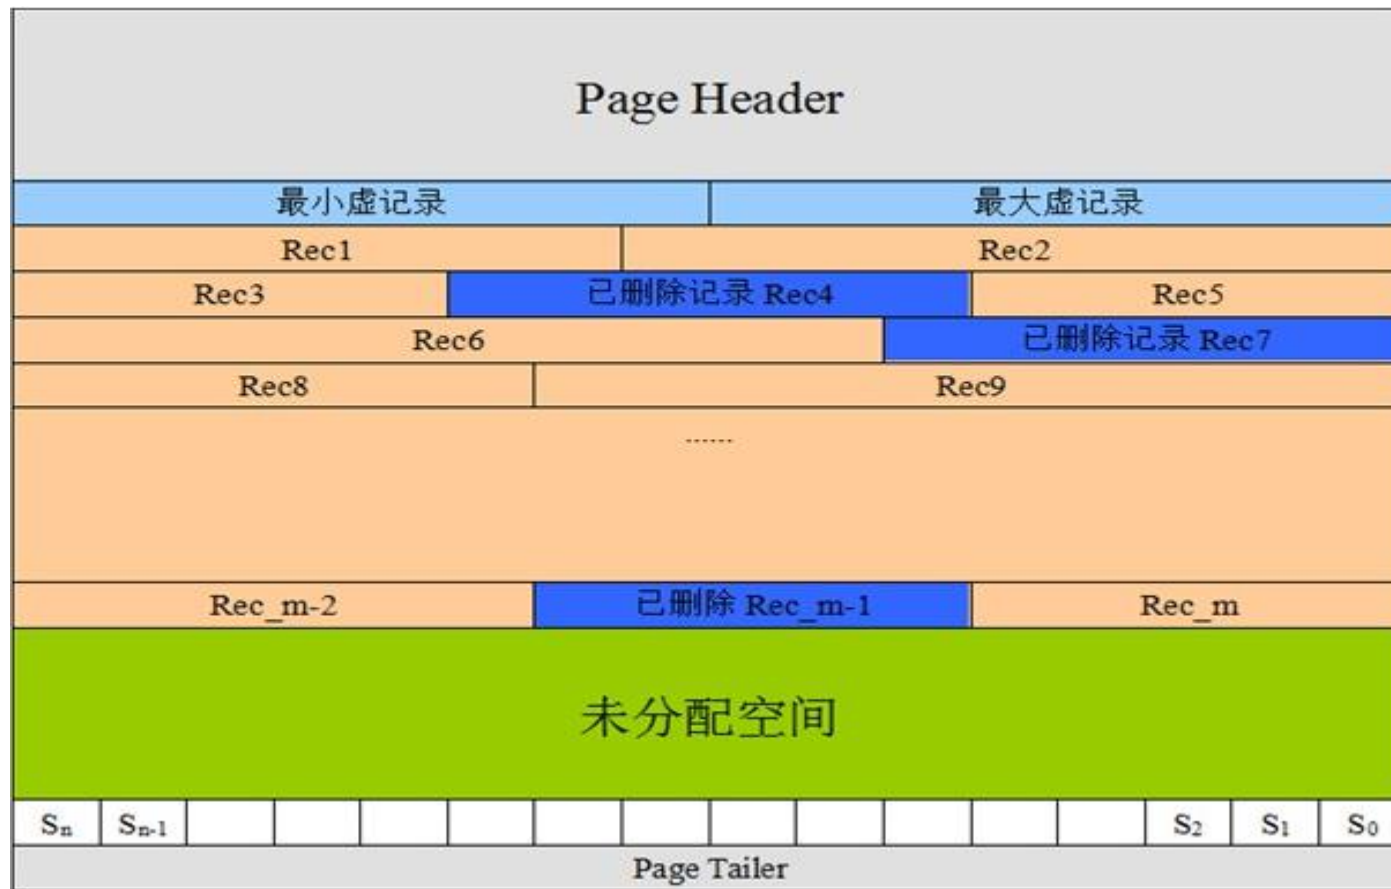 Page Header
最小虚记录 最大虚记录
Rec1 Rec2
Rec3 已删除记录 Rec4 Rec5
Rec6 已删除记录 Rec7
Rec8 Rec9
......
Rec_m-2 已删除 Rec_m-1 Rec_m
未分配空间
Sn Sn-1 S2 S1 S0
Page Tailer